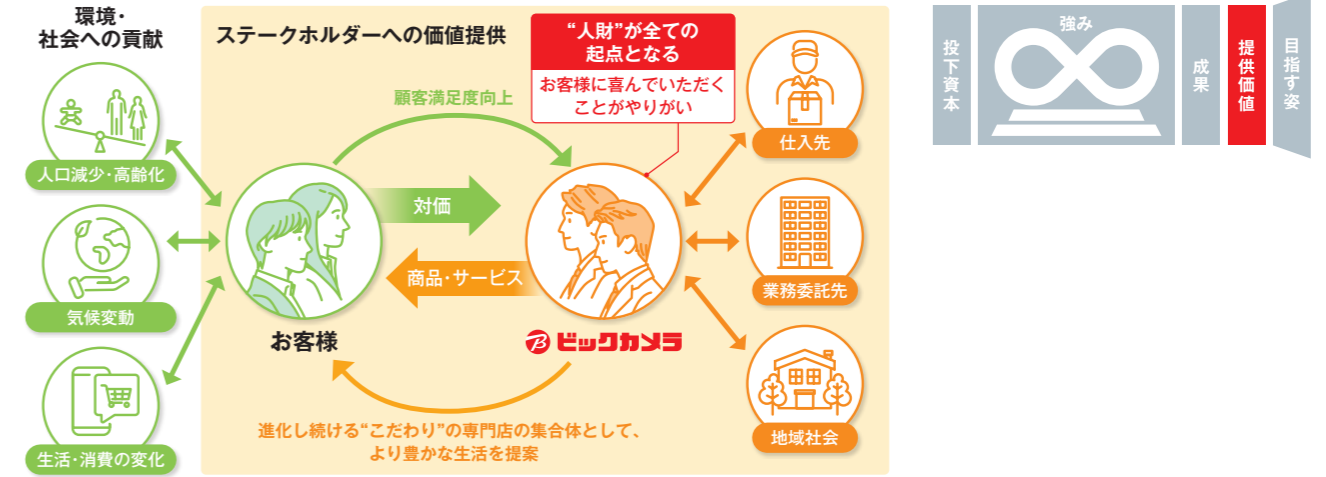 環境・
社会への貢献
人口減少・高齢化
気候変動
生活・消費の変化
ステークホルダーへの価値提供
“人財”が全ての
起点となる
お客様に喜んでいただく
ことがやりがい
顧客満足度向上
対価
商品・サービス
お客様
ビックカメラ
進化し続ける“こだわり”の専門店の集合体として、
より豊かな生活を提案
仕入先
業務委託先
地域社会
投下資本
強み
成果
提供価値
目指す姿